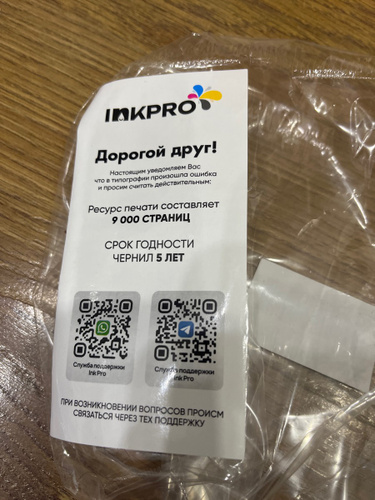 INKPRO
Дорогой друг!
Настоящим уведомляем Вас
что в типографии произошла ошибка
и просим считать действительным:
Ресурс печати составляет
9 000 СТРАНИЦ
СРОК ГОДНОСТИ
ЧЕРНИЛ 5 ЛЕТ
Служба поддержки
Ink Pro
Служба поддержки
Ink Pro
ПРИ ВОЗНИКНОВЕНИИ ВОПРОСОВ ПРОИСМ
СВЯЗАТЬСЯ ЧЕРЕЗ ТЕХ ПОДДЕРЖКУ